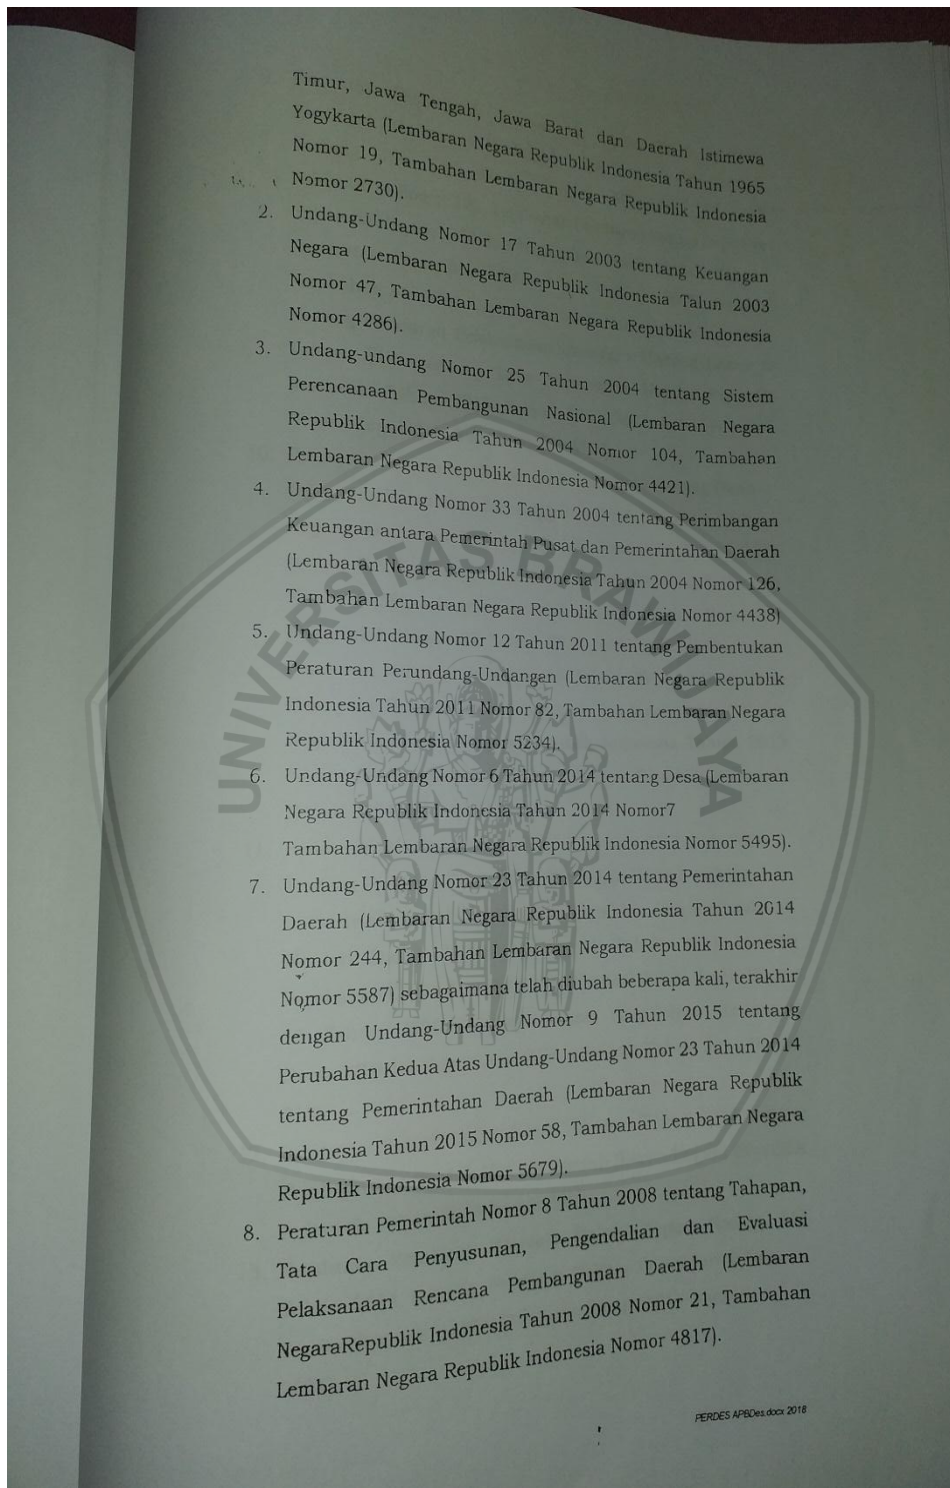 Timur, Jawa Tengah, Jawa Barat dan Daerah Istimewa
Yogykarta (Lembaran Negara Republik Indonesia Tahun 1965
Nomor 19, Tambahan Lembaran Negara Republik Indonesia
Nomor 2730).
2. Undang-Undang Nomor 17 Tahun 2003 tentang Keuangan
Negara (Lembaran Negara Republik Indonesia Talun 2003
Nomor 47, Tambahan Lembaran Negara Republik Indonesia
Nomor 4286).
3. Undang-undang Nomor 25 Tahun 2004 tentang Sistem
Perencanaan Pembangunan Nasional (Lembaran Negara
Republik Indonesia Tahun 2004 Nomor 104, Tambahan
Lembaran Negara Republik Indonesia Nomor 4421).
4. Undang-Undang Nomor 33 Tahun 2004 tentang Perimbangan
Keuangan antara Pemerintah Pusat dan Pemerintahan Daerah
(Lembaran Negara Republik Indonesia Tahun 2004 Nomor 126,
Tambahan Lembaran Negara Republik Indonesia Nomor 4438)
5. Undang-Undang Nomor 12 Tahun 2011 tentang Pembentukan
Peraturan Perundang-Undangan (Lembaran Negara Republik
Indonesia Tahun 2011 Nomor 82, Tambahan Lembaran Negara
Republik Indonesia Nomor 5234).
6. Undang-Undang Nomor 6 Tahun 2014 tentang Desa (Lembaran
Negara Republik Indonesia Tahun 2014 Nomor7
Tambahan Lembaran Negara Republik Indonesia Nomor 5495).
7. Undang-Undang Nomor 23 Tahun 2014 tentang Pemerintahan
Daerah (Lembaran Negara Republik Indonesia Tahun 2014
Nomor 244, Tambahan Lembaran Negara Republik Indonesia
Nomor 5587) sebagaimana telah diubah beberapa kali, terakhir
dengan Undang-Undang Nomor 9 Tahun 2015 tentang
Perubahan Kedua Atas Undang-Undang Nomor 23 Tahun 2014
tentang Pemerintahan Daerah (Lembaran Negara Republik
Indonesia Tahun 2015 Nomor 58, Tambahan Lembaran Negara
Republik Indonesia Nomor 5679).
8. Peraturan Pemerintah Nomor 8 Tahun 2008 tentang Tahapan,
Tata Cara Penyusunan, Pengendalian dan Evaluasi
Pelaksanaan Rencana Pembangunan Daerah (Lembaran
NegaraRepublik Indonesia Tahun 2008 Nomor 21, Tambahan
Lembaran Negara Republik Indonesia Nomor 4817).
PERDES APBDes.docx 2018
UNIVERSITAS BRAWIJAYA